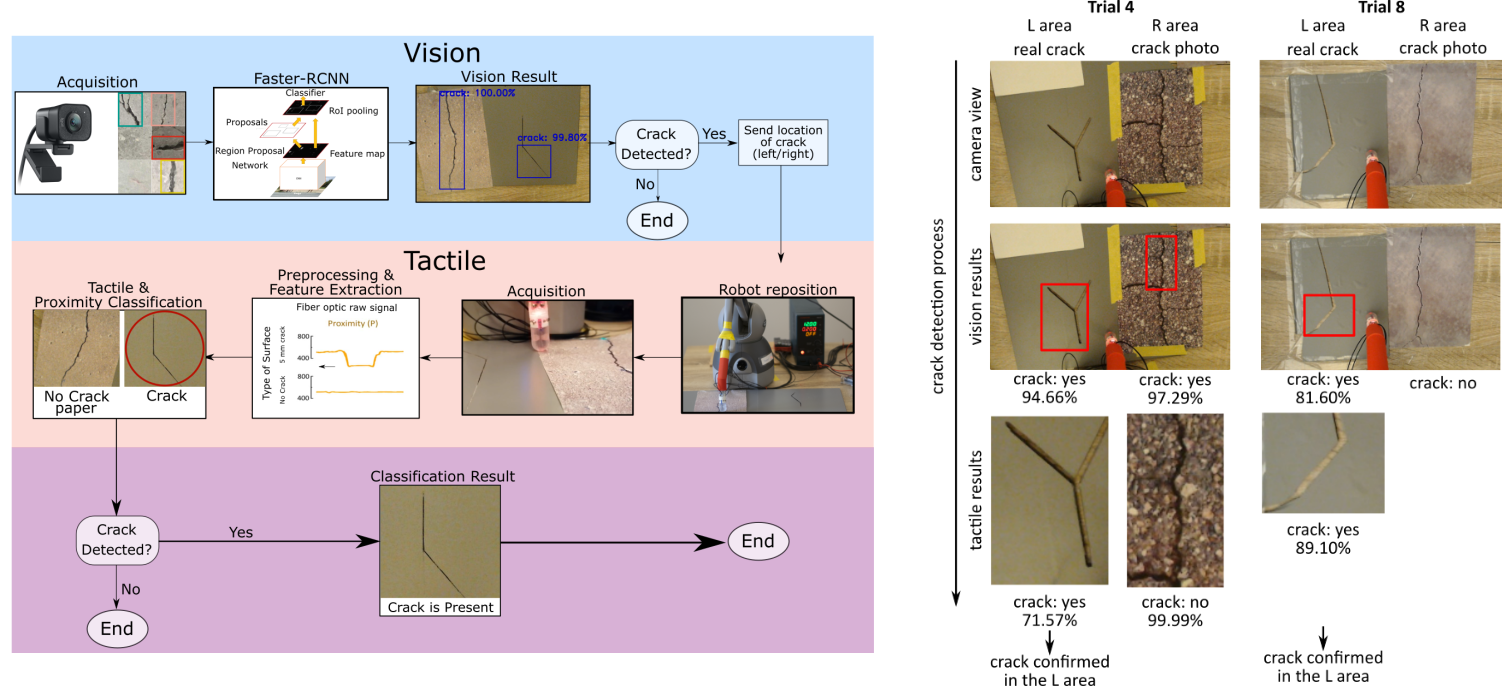 Vision
Acquisition
Faster-RCNN
Classifier
RoI pooling
Proposals
Region Proposal
Network
Feature map
Vision Result
crack: 100.00%
crack: 99.80%
Crack
Detected?
Yes
No
End
Send location
of crack
(left/right)
Tactile
Tactile &
Proximity Classification
No Crack
paper
Crack
Preprocessing &
Feature Extraction
Fiber optic raw signal
Proximity (P)
Type of Surface
5 mm crack
No Crack
800
400
800
400
Acquisition
Robot reposition
Crack
Detected?
Yes
No
End
Classification Result
Crack is Present
End
Trial 4
L area
real crack
R area
crack photo
Trial 8
L area
real crack
R area
crack photo
crack detection process
camera view
vision results
crack: yes
94.66%
crack: yes
97.29%
crack: yes
81.60%
crack: no
tactile results
crack: yes
71.57%
crack: no
99.99%
crack: yes
89.10%
crack confirmed
in the L area
crack confirmed
in the L area